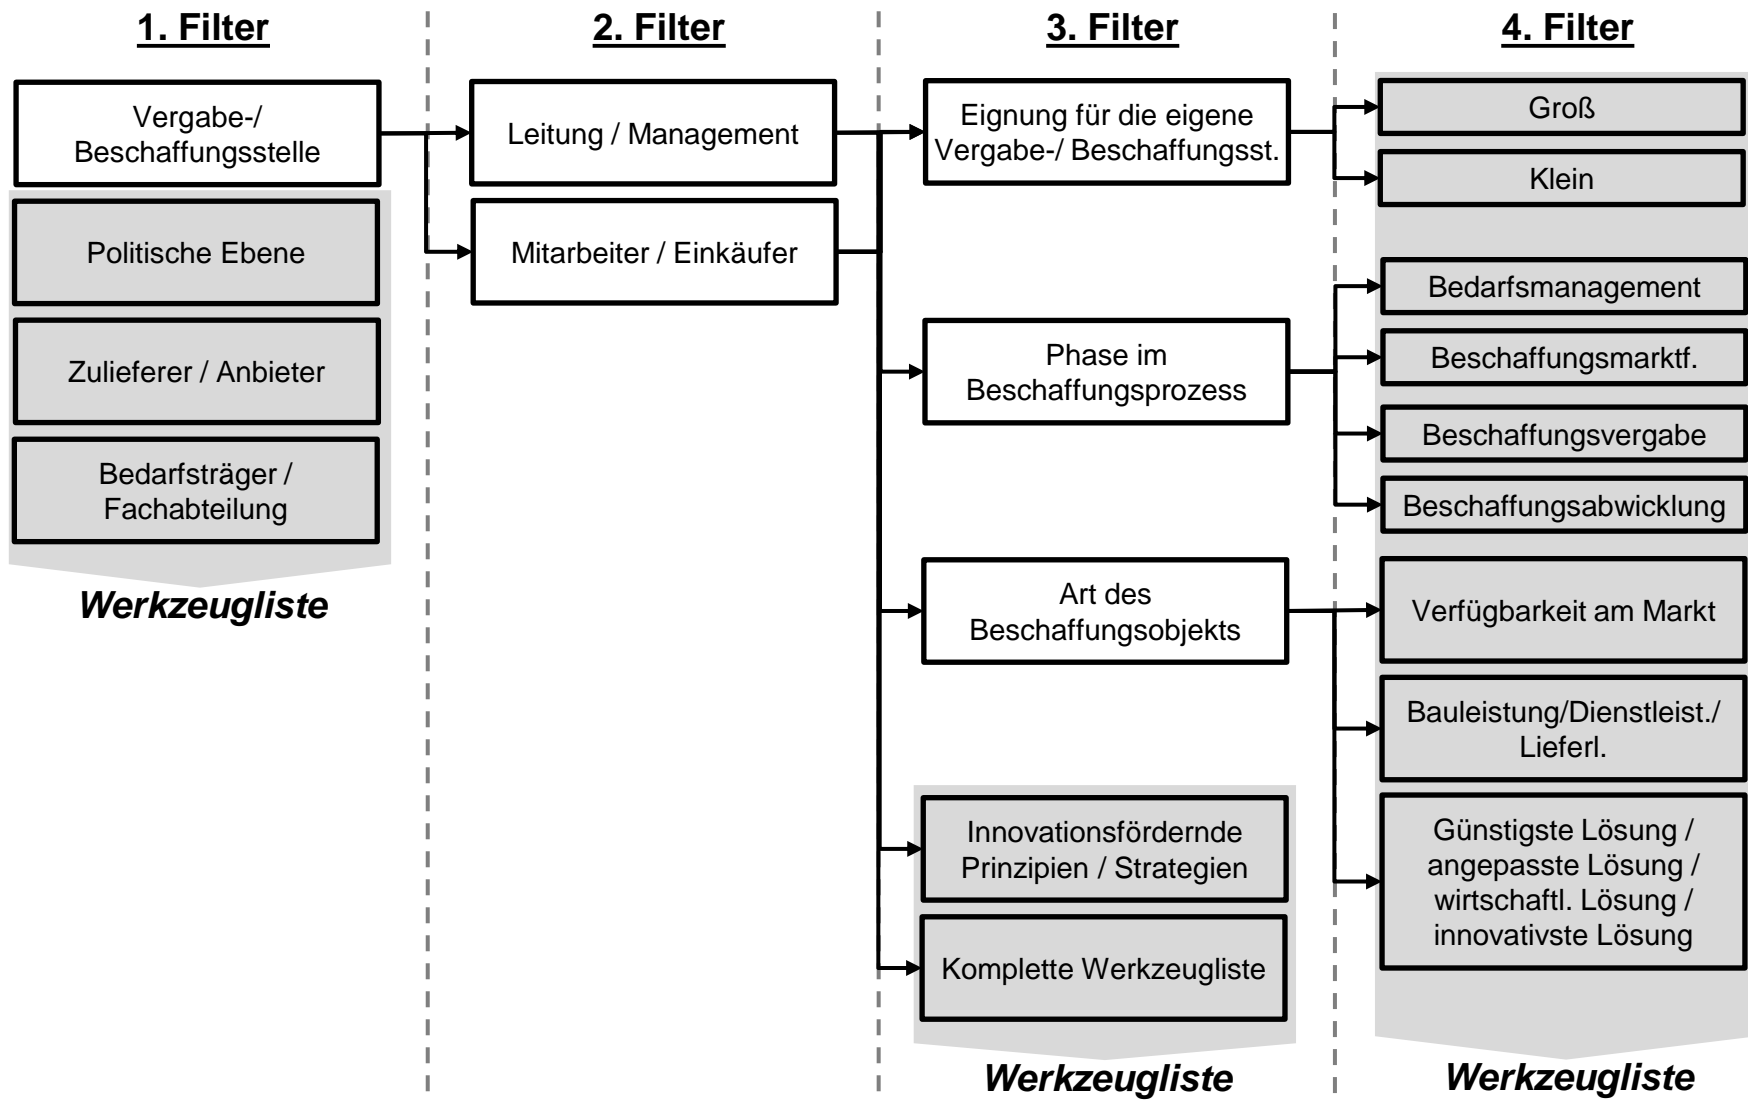 1. Filter
Vergabe-/
Beschaffungsstelle
Politische Ebene
Zulieferer / Anbieter
Bedarfsträger /
Fachabteilung
Werkzeugliste
2. Filter
Leitung / Management
Mitarbeiter / Einkäufer
3. Filter
Eignung für die eigene
Vergabe-/ Beschaffungsst.
Phase im
Beschaffungsprozess
Art des
Beschaffungsobjekts
Innovationsfördernde
Prinzipien / Strategien
Komplette Werkzeugliste
Werkzeugliste
4. Filter
Groß
Klein
Bedarfsmanagement
Beschaffungsmarktf.
Beschaffungsvergabe
Beschaffungsabwicklung
Verfügbarkeit am Markt
Bauleistung/Dienstleist./
Lieferl.
Günstigste Lösung /
angepasste Lösung /
wirtschaftl. Lösung /
innovativste Lösung
Werkzeugliste